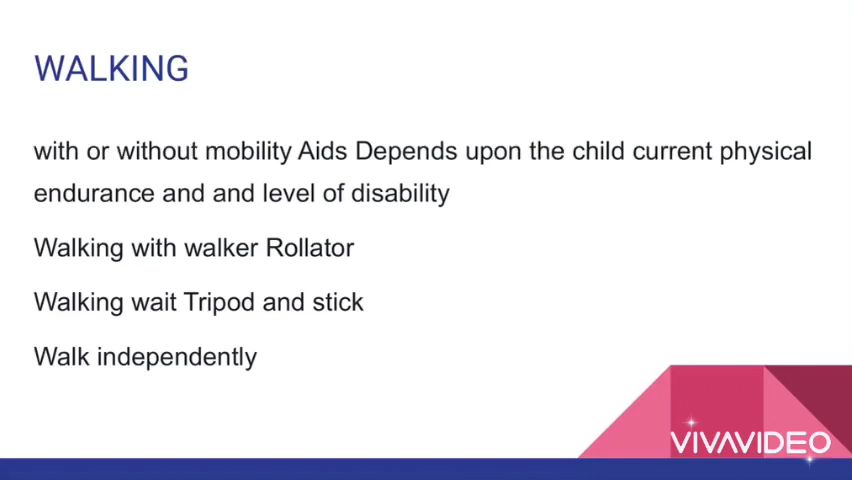 WALKING
with or without mobility Aids Depends upon the child current physical
endurance and and level of disability
Walking with walker Rollator
Walking wait Tripod and stick
Walk independently
VIVAVIDEO